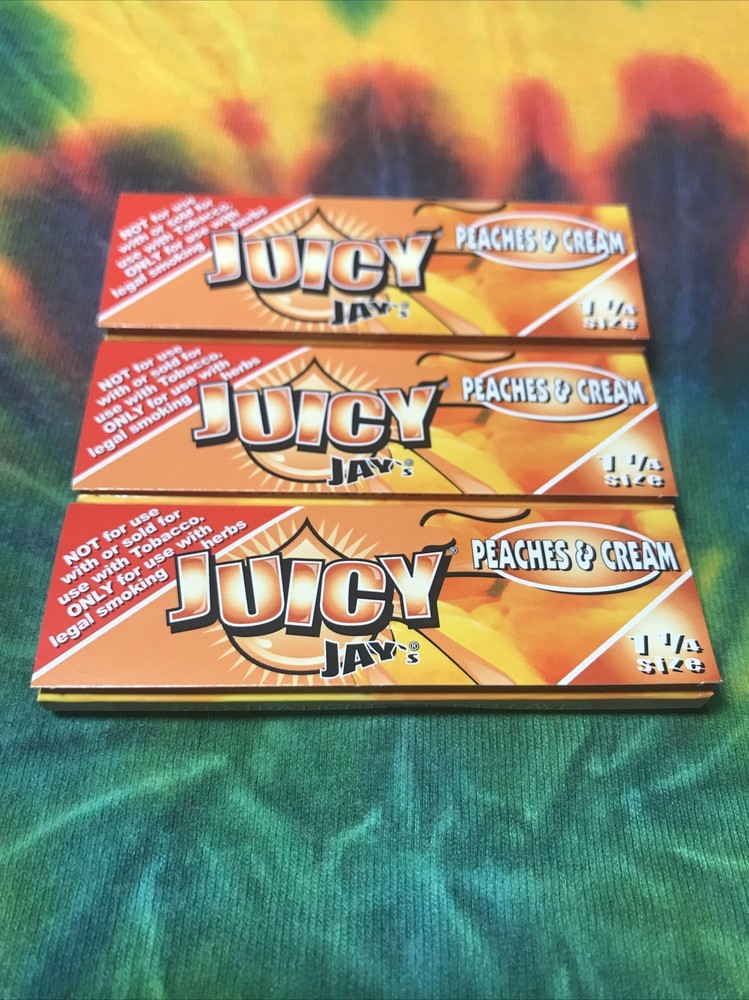 NOT for use
with or sold for
use with Tobacco.
ONLY for use with
legal smoking herbs
JUICY
JAY's
PEACHES & CREAM
1 1/4
size
NOT for use
with or sold for
use with Tobacco.
ONLY for use with
legal smoking herbs
JUICY
JAY's®
PEACHES & CREAM
1 1/4
size
NOT for use
with or sold for
use with Tobacco.
ONLY for use with
legal smoking herbs
JUICY®
JAY's®
PEACHES & CREAM
1 1/4
size